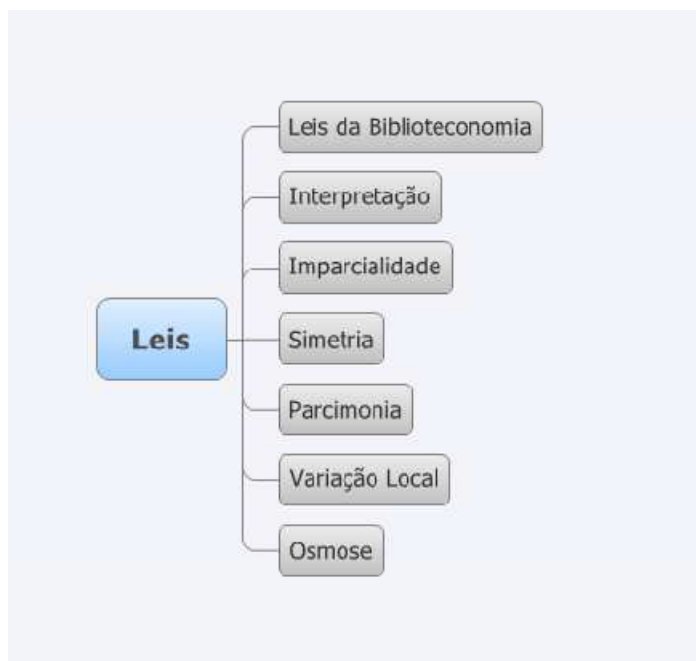 Leis da Biblioteconomia
Interpretação
Imparcialidade
Leis
Simetria
Parcimonia
Variação Local
Osmose